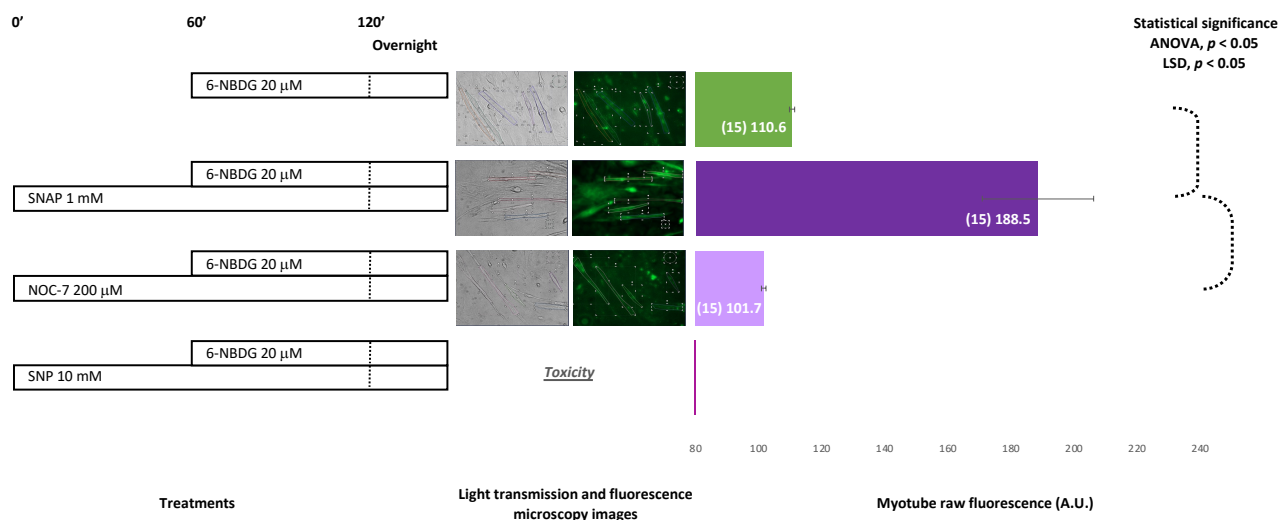 0’ 60’ 120’
Overnight
Statistical significance
ANOVA, p < 0.05
LSD, p < 0.05
6-NBDG 20 μM
(15) 110.6
6-NBDG 20 μM
SNAP 1 mM
(15) 188.5
6-NBDG 20 μM
NOC-7 200 μM
(15) 101.7
6-NBDG 20 μM
SNP 10 mM
Toxicity
80 100 120 140 160 180 200 220 240
Treatments
Light transmission and fluorescence
microscopy images
Myotube raw fluorescence (A.U.)